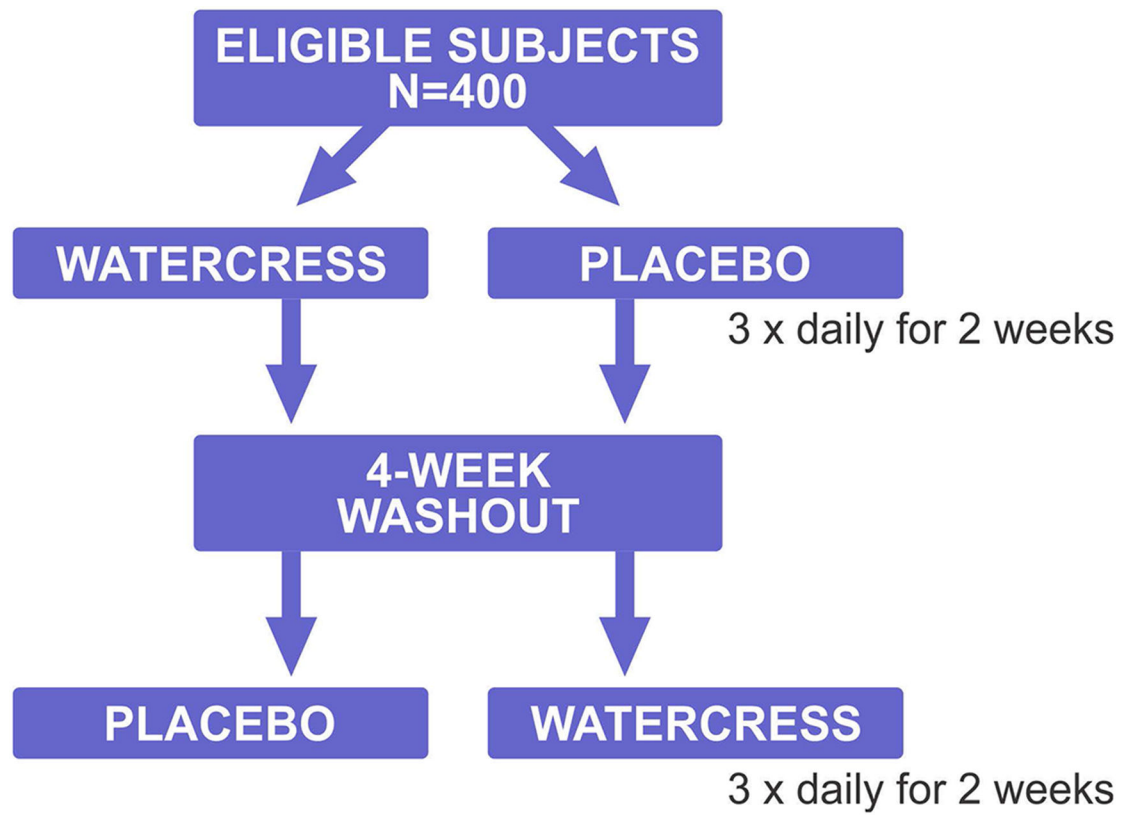 ELIGIBLE SUBJECTS
N=400
WATERCRESS
PLACEBO
3 x daily for 2 weeks
4-WEEK
WASHOUT
PLACEBO
WATERCRESS
3 x daily for 2 weeks